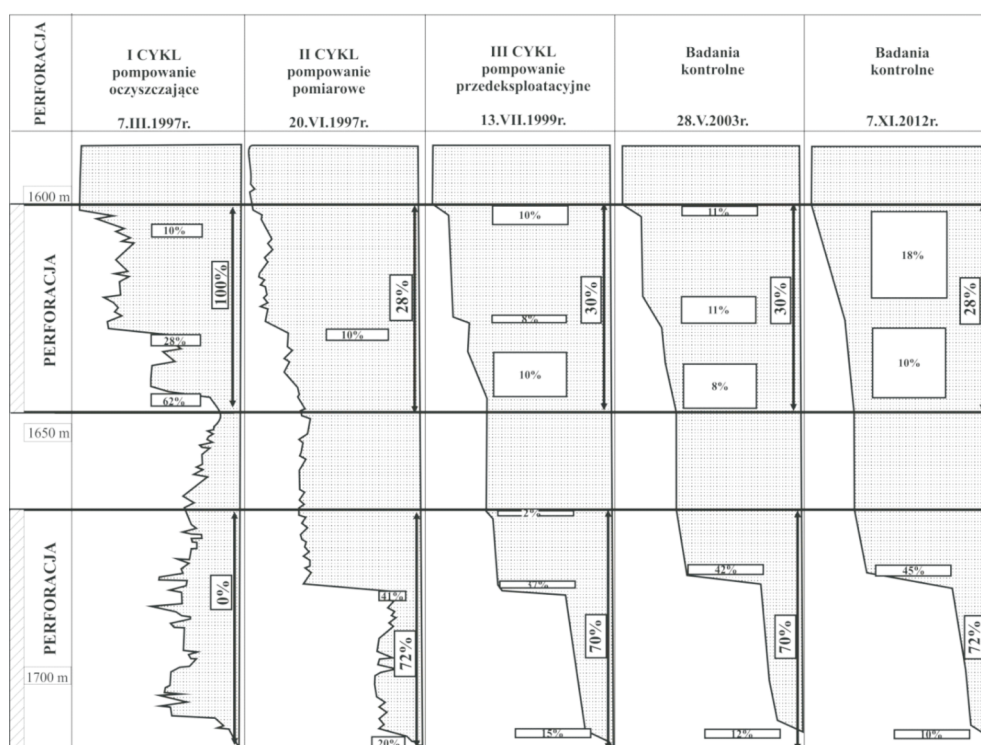 PERFORACJA
I CYKL
pompowanie
oczyszczające
7.III.1997r.
II CYKL
pompowanie
pomiarowe
20.VI.1997r.
III CYKL
pompowanie
przedeksploatacyjne
13.VII.1999r.
Badania
kontrolne
28.V.2003r.
Badania
kontrolne
7.XI.2012r.
1600 m
PERFORACJA
1650 m
PERFORACJA
1700 m
10%
28%
62%
100%
0%
10%
28%
41%
72%
20%
10%
8%
10%
30%
2%
37%
15%
70%
11%
11%
8%
30%
42%
12%
70%
18%
10%
28%
45%
10%
72%